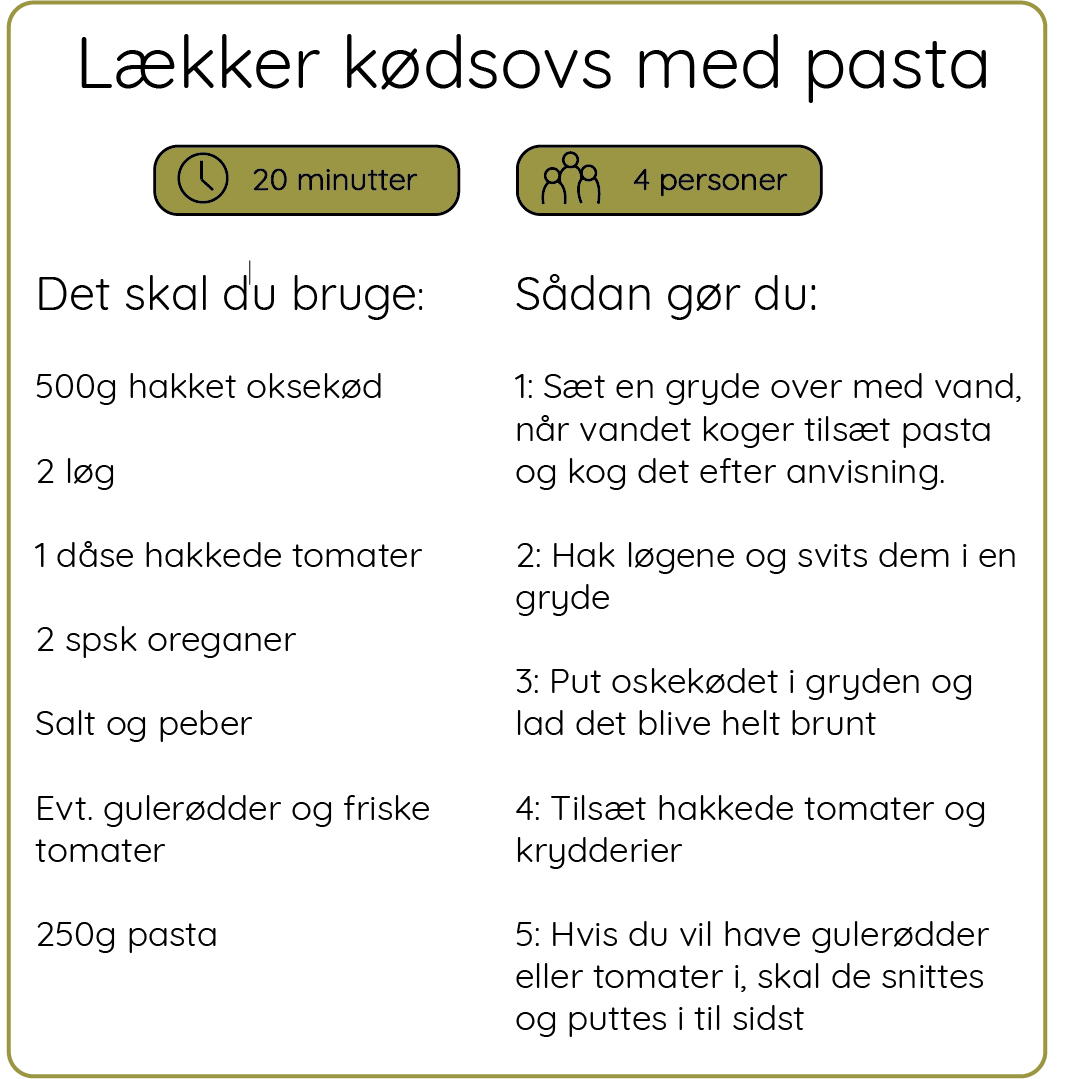 Lækker kødsovs med pasta
20 minutter
4 personer
Det skal du bruge:
500g hakket oksekød
2 løg
1 dåse hakkede tomater
2 spsk oreganer
Salt og peber
Evt. gulerødder og friske
tomater
250g pasta
Sådan gør du:
1: Sæt en gryde over med vand,
når vandet koger tilsæt pasta
og kog det efter anvisning.
2: Hak løgene og svits dem i en
gryde
3: Put oskekødet i gryden og
lad det blive helt brunt
4: Tilsæt hakkede tomater og
krydderier
5: Hvis du vil have gulerødder
eller tomater i, skal de snittes
og puttes i til sidst